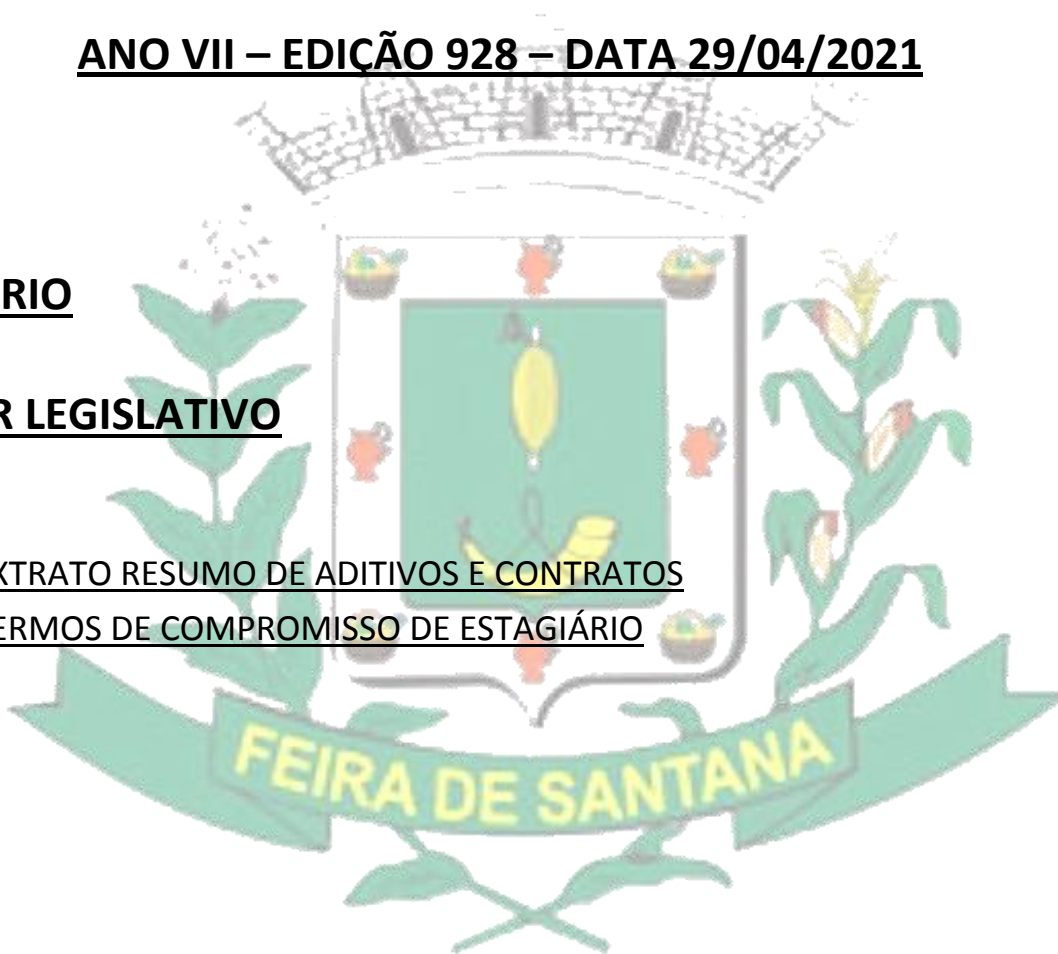 ANO VII – EDIÇÃO 928 – DATA 29/04/2021
RIO
R LEGISLATIVO
XTRATO RESUMO DE ADITIVOS E CONTRATOS
ERMOS DE COMPROMISSO DE ESTAGIÁRIO
FEIRA DE SANTANA